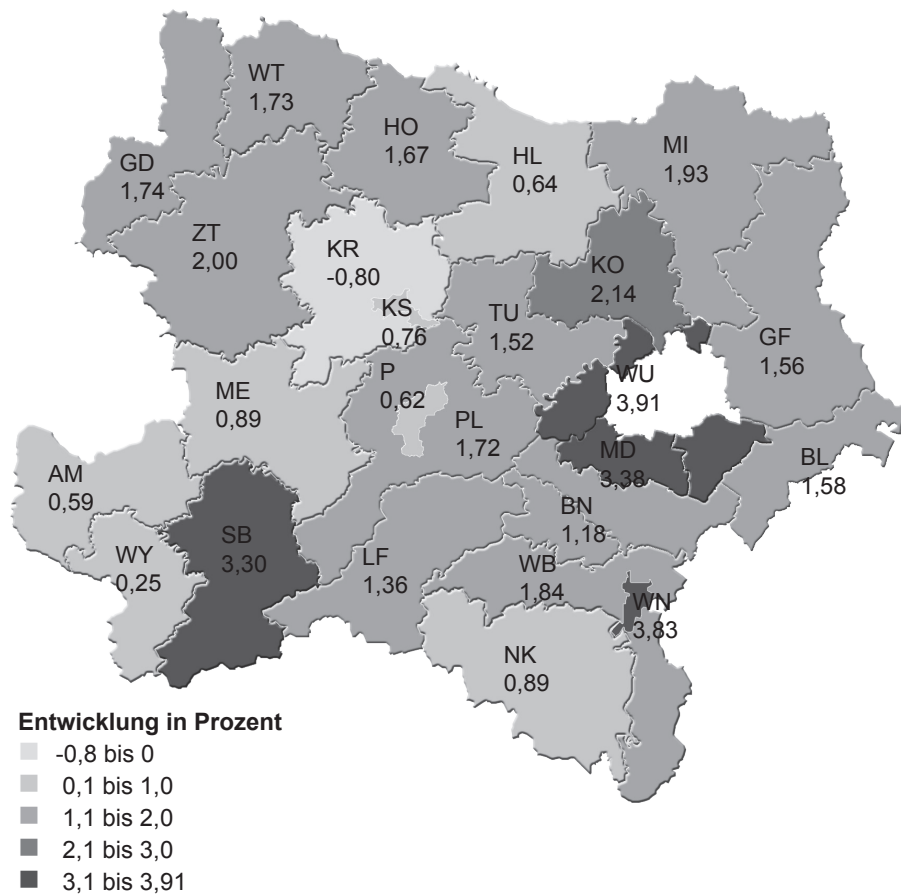 WT
1,73
HO
1,67
HL
0,64
MI
1,93
GD
1,74
ZT
2,00
KR
-0,80
KO
2,14
KS
0,76
TU
1,52
GF
1,56
P
0,62
WU
3,91
ME
0,89
PL
1,72
MD
3,38
BL
1,58
AM
0,59
BN
1,18
SB
3,30
WY
0,25
LF
1,36
WB
1,84
WN
3,83
NK
0,89
Entwicklung in Prozent
-0,8 bis 0
0,1 bis 1,0
1,1 bis 2,0
2,1 bis 3,0
3,1 bis 3,91